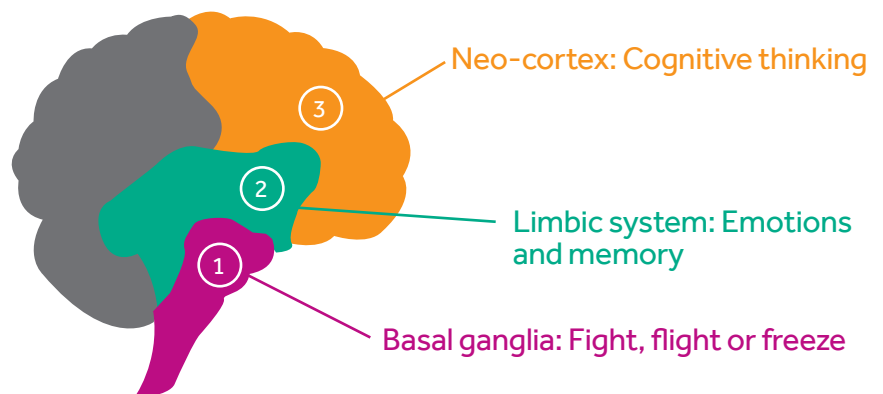 Neo-cortex: Cognitive thinking
3
2
Limbic system: Emotions
and memory
1
Basal ganglia: Fight, flight or freeze